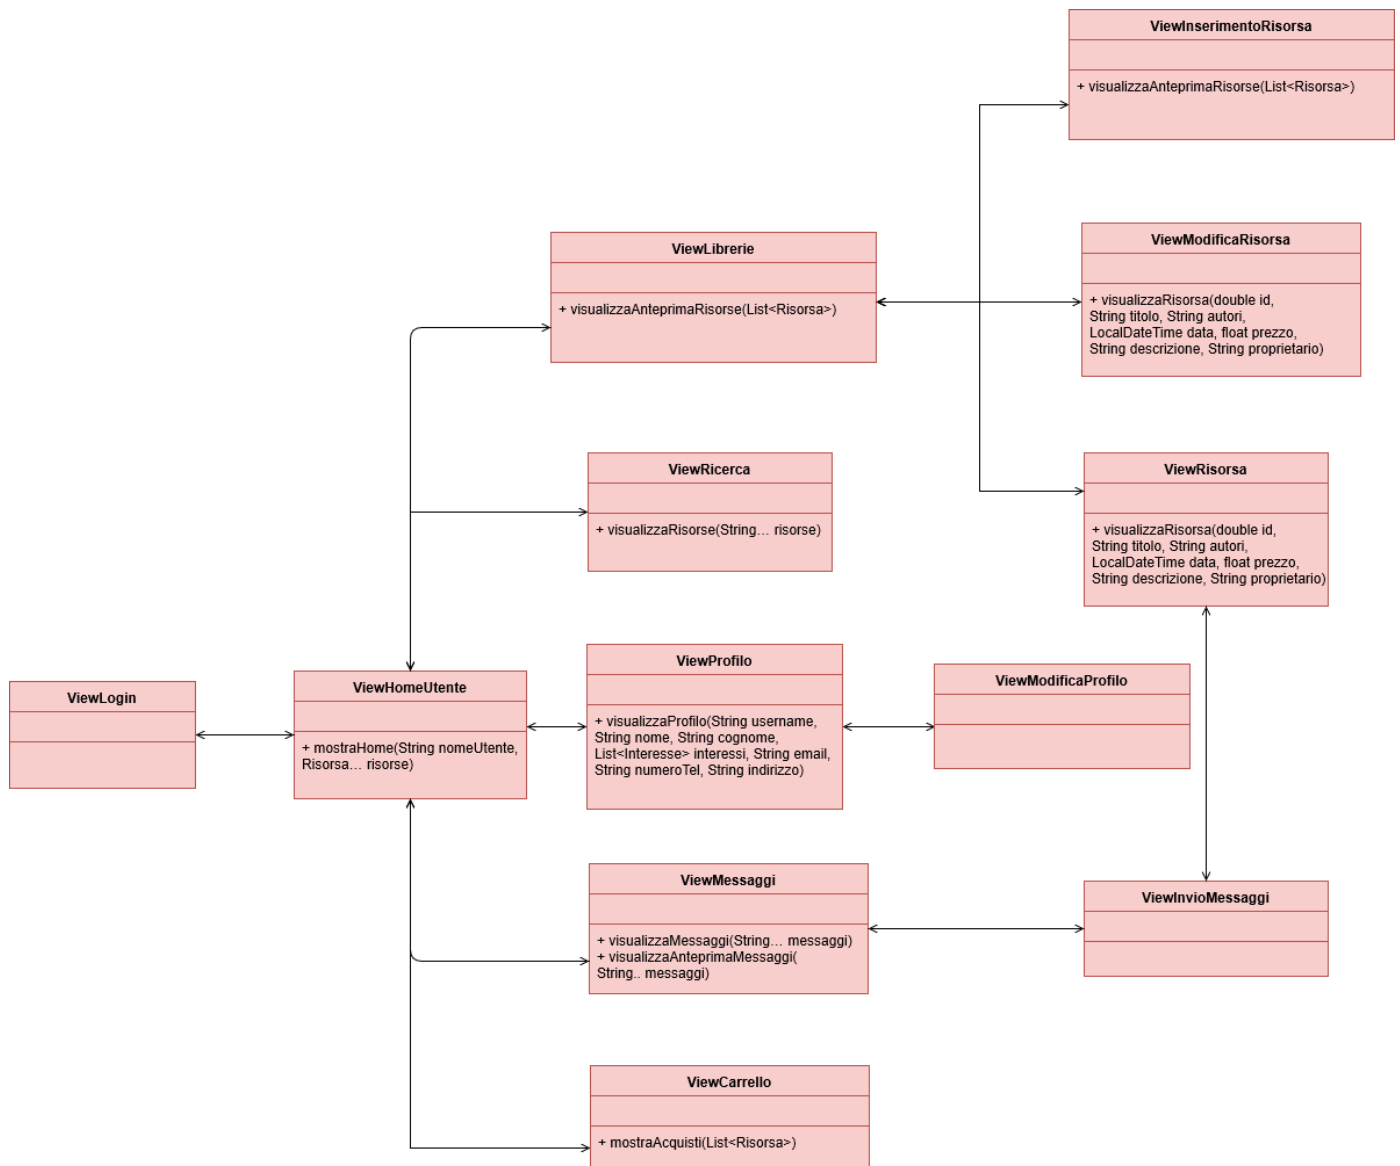 ViewInserimentoRisorsa
+ visualizzaAnteprimaRisorse(List<Risorsa>)
ViewLibrerie
+ visualizzaAnteprimaRisorse(List<Risorsa>)
ViewModificaRisorsa
+ visualizzaRisorsa(double id,
String titolo, String autori,
LocalDateTime data, float prezzo,
String descrizione, String proprietario)
ViewRicerca
+ visualizzaRisorse(String... risorse)
ViewRisorsa
+ visualizzaRisorsa(double id,
String titolo, String autori,
LocalDateTime data, float prezzo,
String descrizione, String proprietario)
ViewLogin
ViewHomeUtente
+ mostraHome(String nomeUtente,
Risorsa... risorse)
ViewProfilo
+ visualizzaProfilo(String username,
String nome, String cognome,
List<Interesse> interessi, String email,
String numeroTel, String indirizzo)
ViewModificaProfilo
ViewMessaggi
+ visualizzaMessaggi(String... messaggi)
+ visualizzaAnteprimaMessaggi(
String.. messaggi)
ViewInvioMessaggi
ViewCarrello
+ mostraAcquisti(List<Risorsa>)